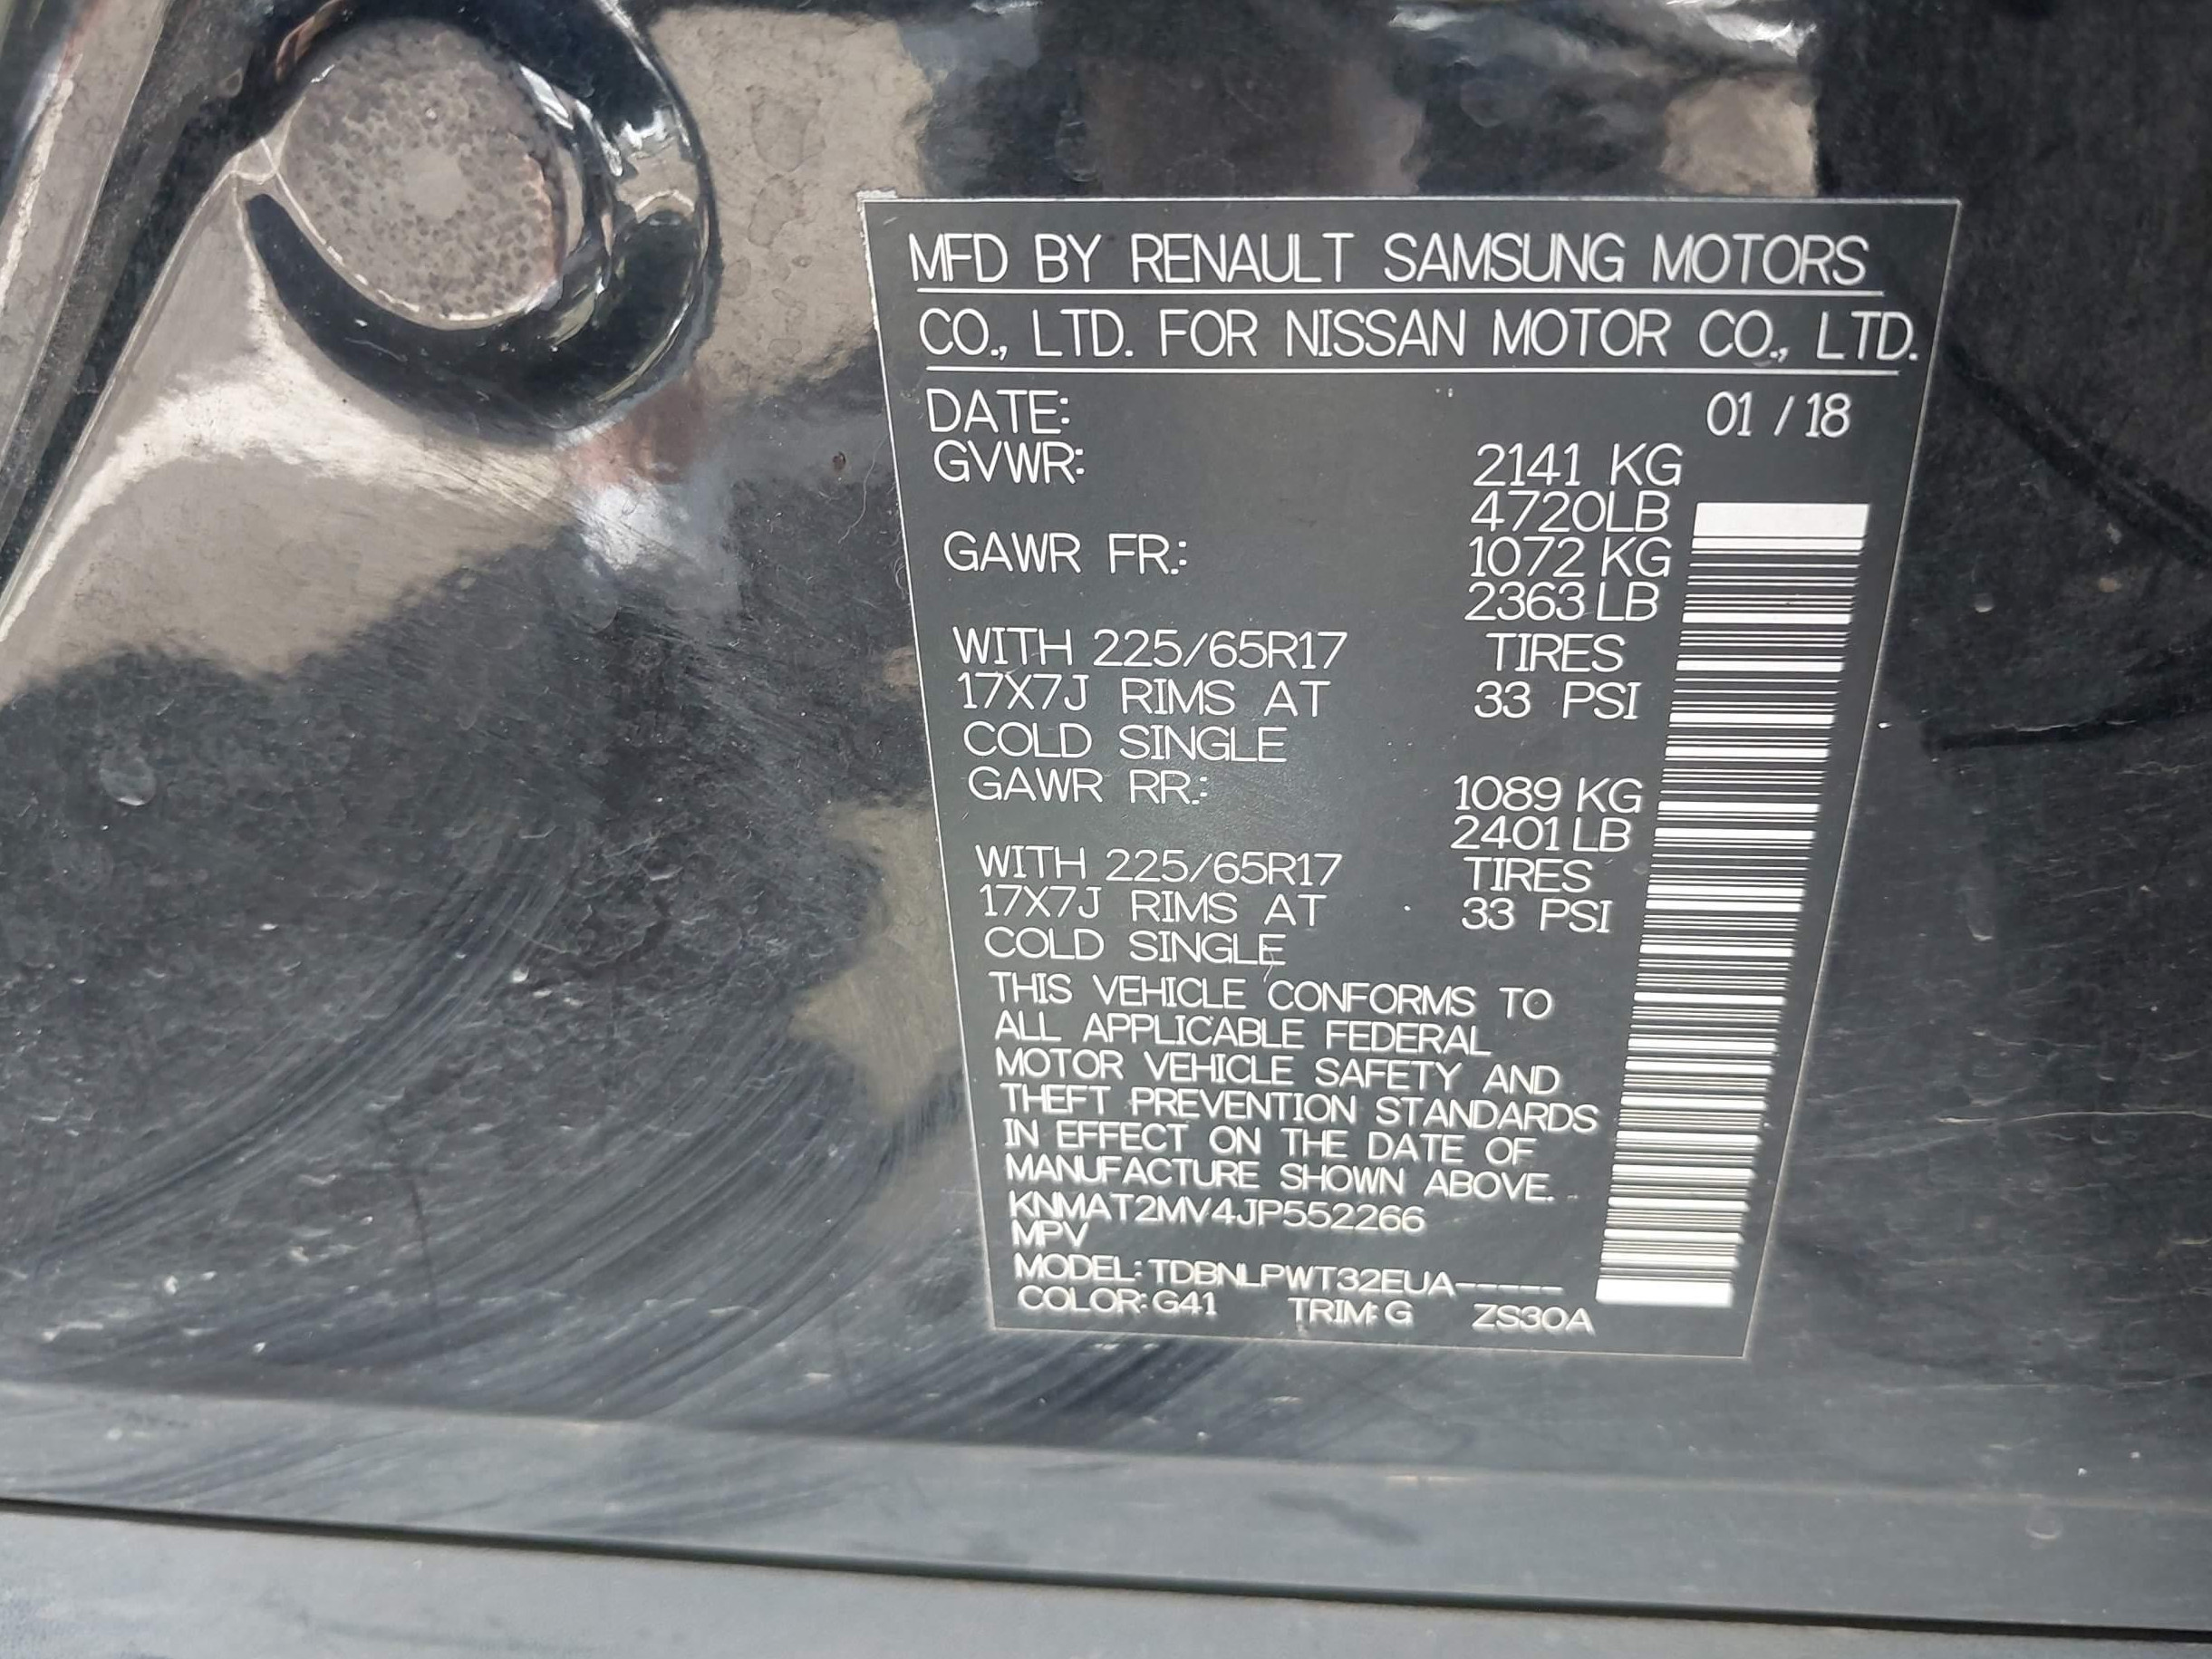 MFD BY RENAULT SAMSUNG MOTORS
CO., LTD. FOR NISSAN MOTOR CO., LTD.
DATE: 01 / 18
GVWR: 2141 KG
4720LB
GAWR FR.: 1072 KG
2363 LB
WITH 225/65R17 TIRES
17X7J RIMS AT 33 PSI
COLD SINGLE
GAWR RR.: 1089 KG
2401 LB
WITH 225/65R17 TIRES
17X7J RIMS AT 33 PSI
COLD SINGLE
THIS VEHICLE CONFORMS TO
ALL APPLICABLE FEDERAL
MOTOR VEHICLE SAFETY AND
THEFT PREVENTION STANDARDS
IN EFFECT ON THE DATE OF
MANUFACTURE SHOWN ABOVE.
KNMAT2MV4JP552266
MPV
MODEL: TDBNLPWT32EUA-----
COLOR: G41 TRIM: G ZS30A